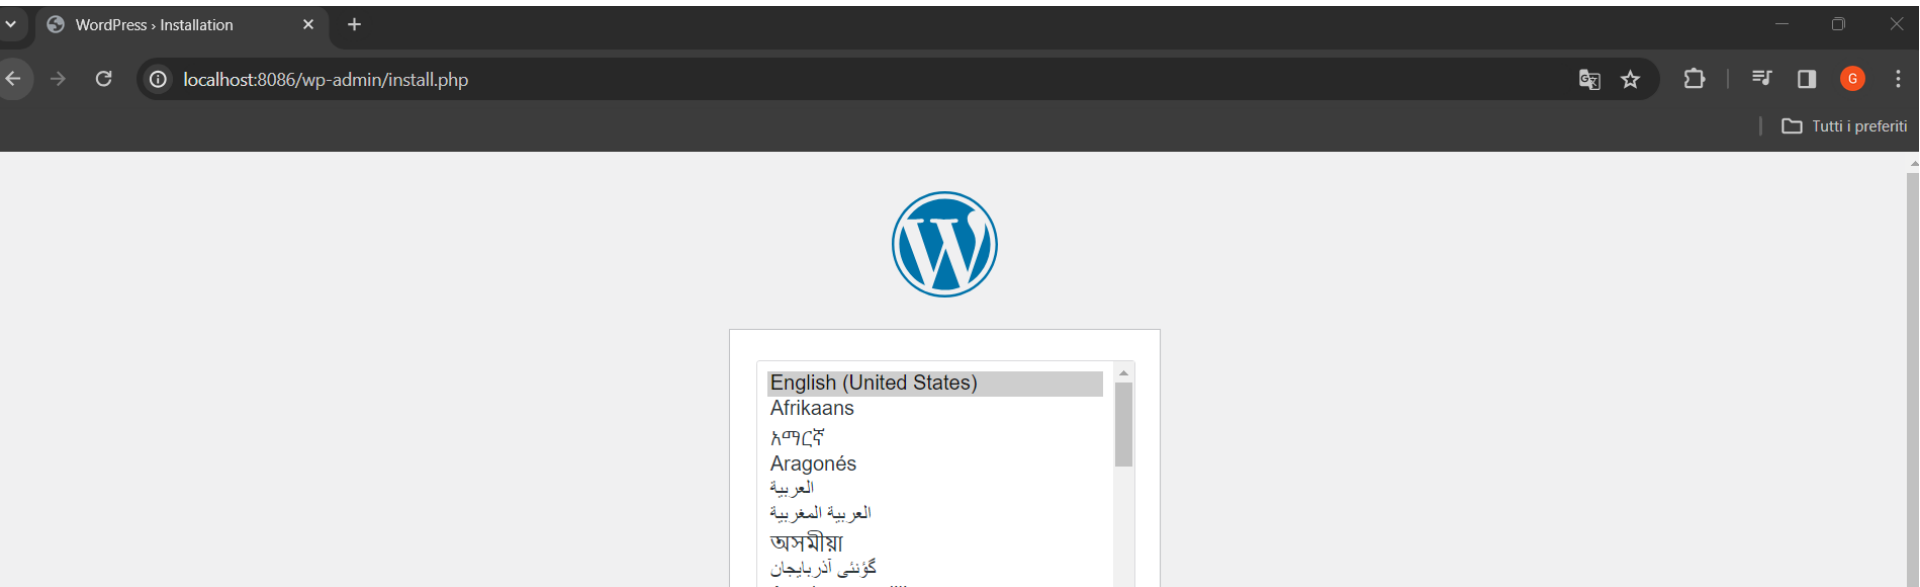 WordPress › Installation
localhost:8086/wp-admin/install.php
G
Tutti i preferiti
English (United States)
Afrikaans
አማርኛ
Aragonés
العربية
العربية المغربية
অসমীয়া
گؤنئی آذربایجان